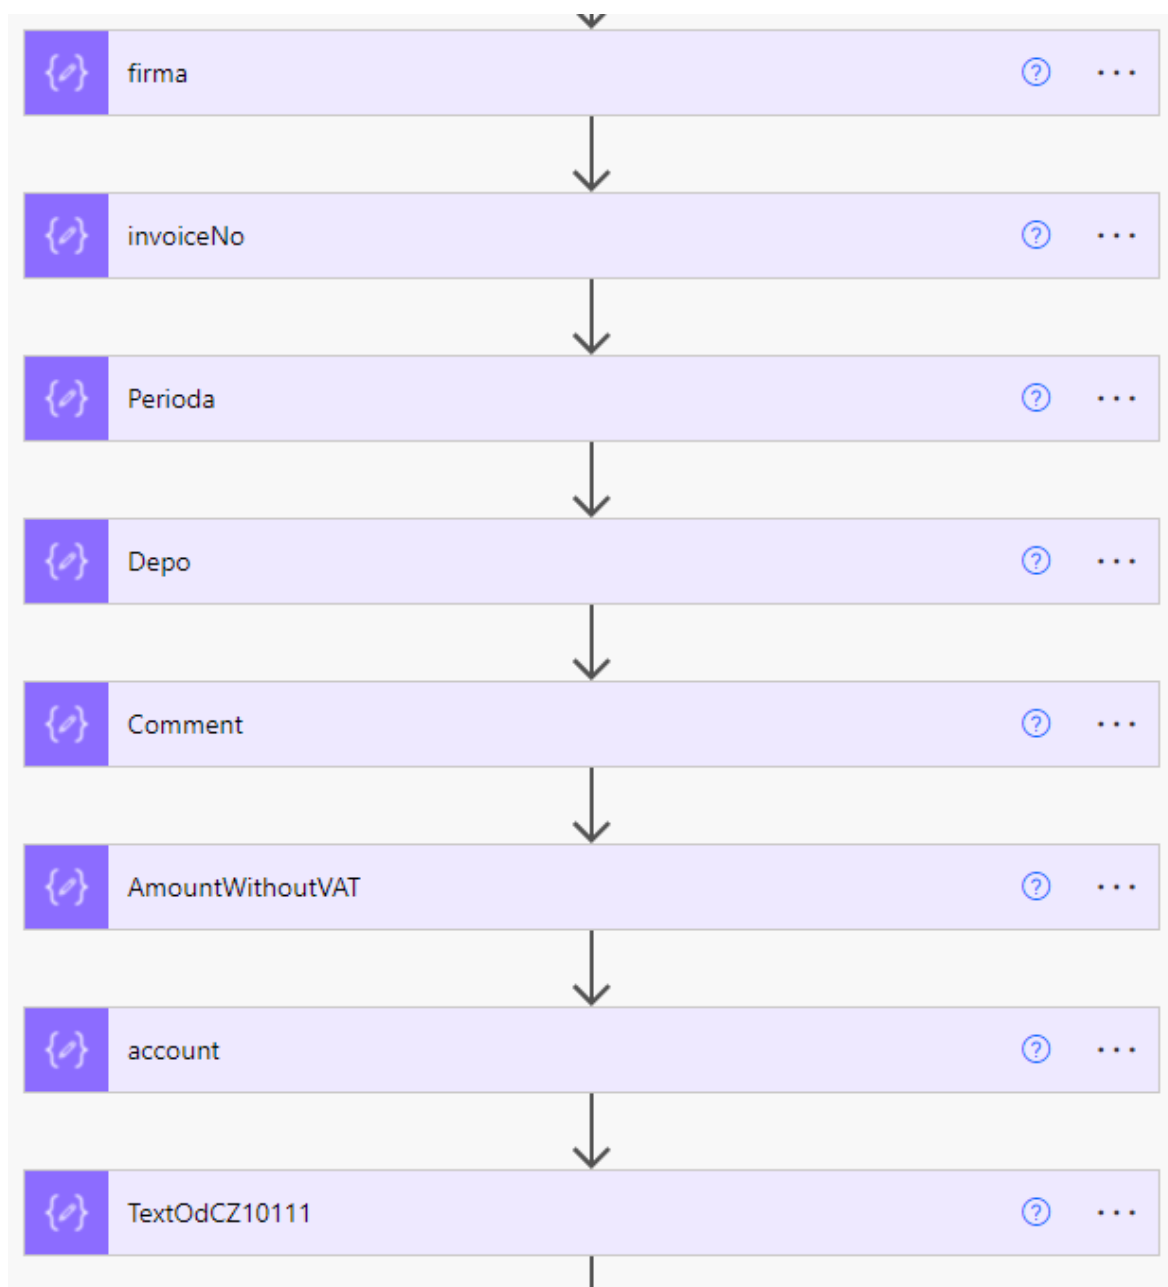 firma
invoiceNo
Perioda
Depo
Comment
AmountWithoutVAT
account
TextOdCZ10111